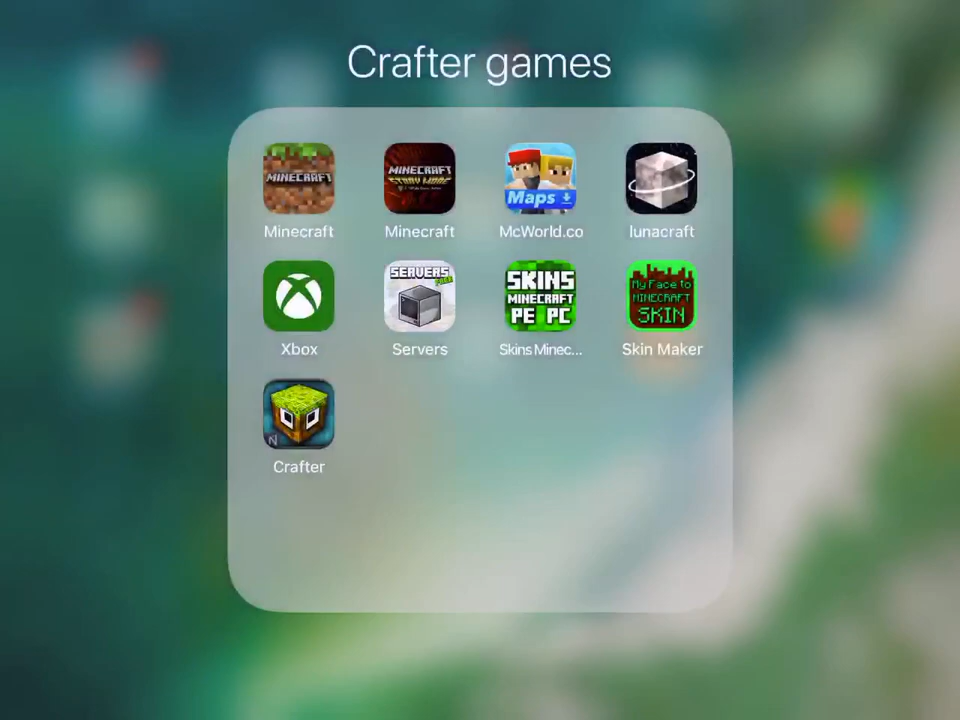 Crafter games
MINECRAFT
MINECRAFT
STORY MODE
Maps
Minecraft
Minecraft
McWorld.co
lunacraft
SERVERS
SKINS
MINECRAFT
PE PC
My Face to
MINECRAFT
SKIN
Xbox
Servers
Skins Minec...
Skin Maker
N
Crafter